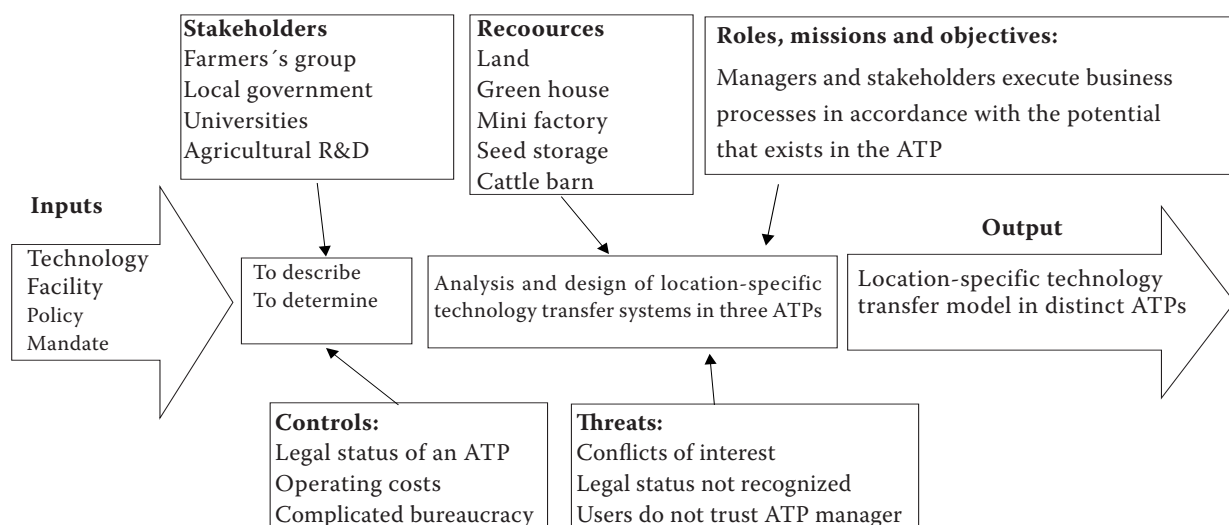 Stakeholders
Farmers´s group
Local government
Universities
Agricultural R&D
Recoources
Land
Green house
Mini factory
Seed storage
Cattle barn
Roles, missions and objectives:
Managers and stakeholders execute business
processes in accordance with the potential
that exists in the ATP
Inputs
Technology
Facility
Policy
Mandate
To describe
To determine
Analysis and design of location-specific
technology transfer systems in three ATPs
Output
Location-specific technology
transfer model in distinct ATPs
Controls:
Legal status of an ATP
Operating costs
Complicated bureaucracy
Threats:
Conflicts of interest
Legal status not recognized
Users do not trust ATP manager